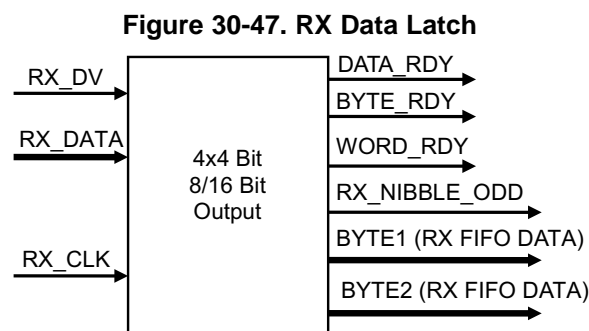 Figure 30-47. RX Data Latch
RX_DV
RX_DATA
RX_CLK
4x4 Bit
8/16 Bit
Output
DATA_RDY
BYTE_RDY
WORD_RDY
RX_NIBBLE_ODD
BYTE1 (RX FIFO DATA)
BYTE2 (RX FIFO DATA)